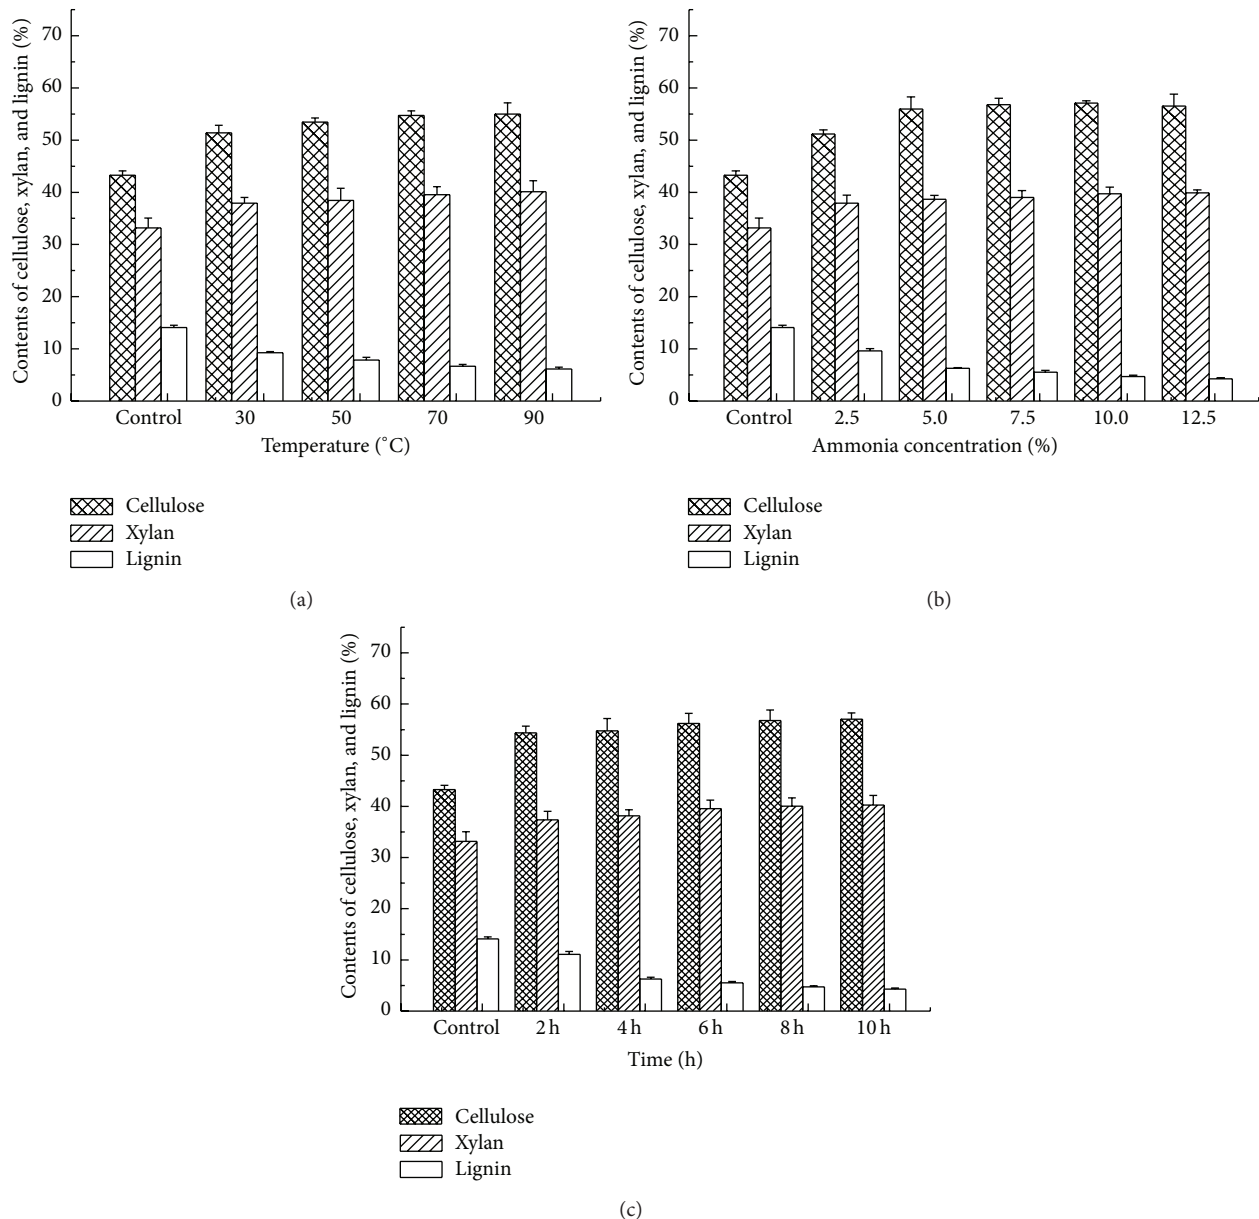 Contents of cellulose, xylan, and lignin (%)
70
60
50
40
30
20
10
0
Control 30 50 70 90
Temperature (°C)
Cellulose
Xylan
Lignin
(a)
Contents of cellulose, xylan, and lignin (%)
70
60
50
40
30
20
10
0
Control 2.5 5.0 7.5 10.0 12.5
Ammonia concentration (%)
Cellulose
Xylan
Lignin
(b)
Contents of cellulose, xylan, and lignin (%)
70
60
50
40
30
20
10
0
Control 2 h 4 h 6 h 8 h 10 h
Time (h)
Cellulose
Xylan
Lignin
(c)